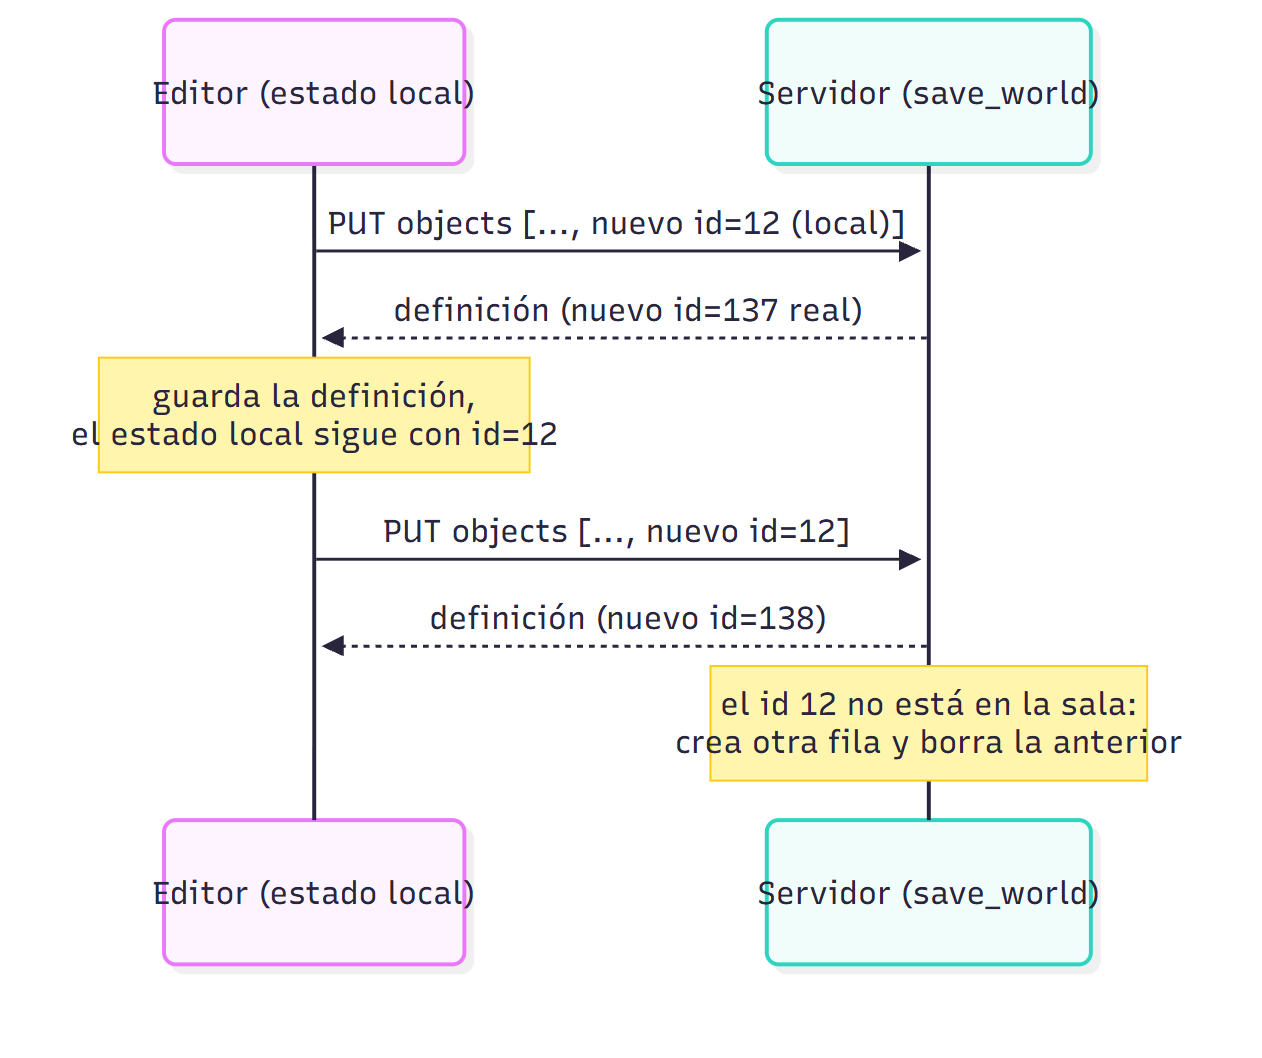 Editor (estado local)
Servidor (save_world)
PUT objects [..., nuevo id=12 (local)]
definición (nuevo id=137 real)
guarda la definición,
el estado local sigue con id=12
PUT objects [..., nuevo id=12]
definición (nuevo id=138)
el id 12 no está en la sala:
crea otra fila y borra la anterior
Editor (estado local)
Servidor (save_world)